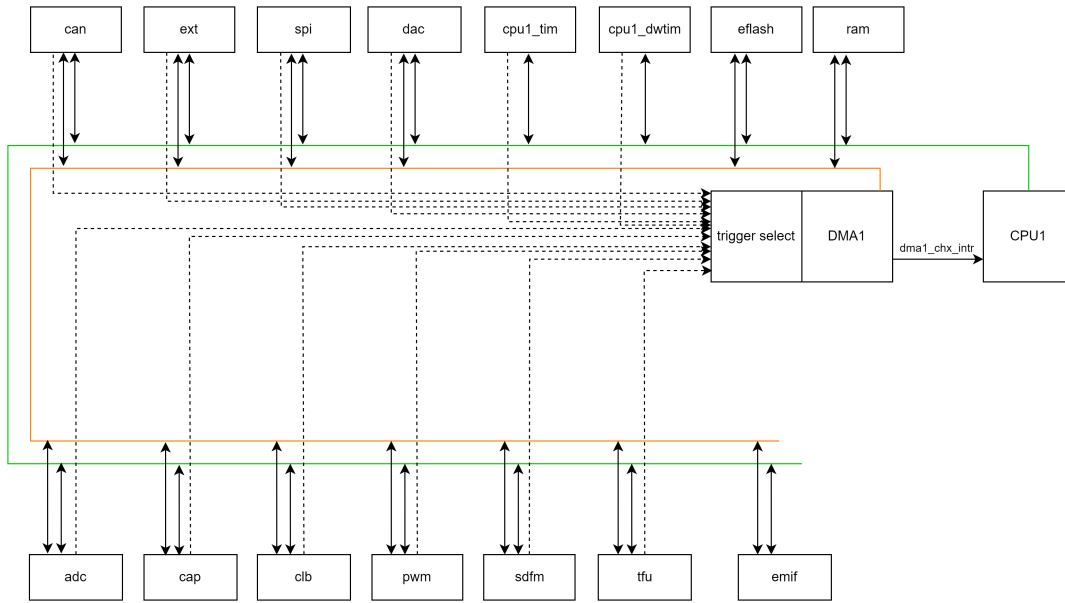 can
ext
spi
dac
cpu1_tim
cpu1_dwtim
eflash
ram
trigger select
DMA1
dma1_chx_intr
CPU1
adc
cap
clb
pwm
sdfm
tfu
emif